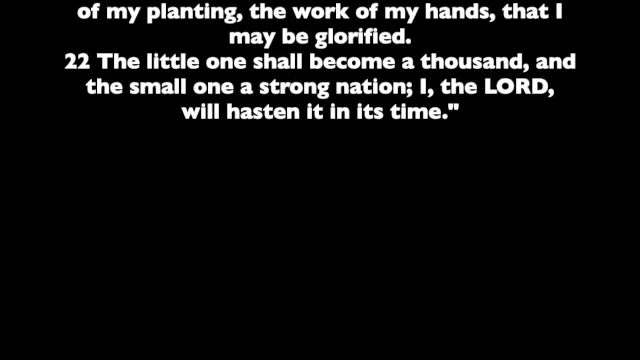 of my planting, the work of my hands, that I
may be glorified.
22 The little one shall become a thousand, and
the small one a strong nation; I, the LORD,
will hasten it in its time."